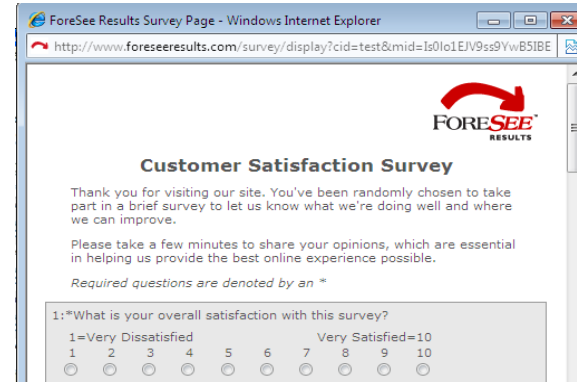 ForeSee Results Survey Page - Windows Internet Explorer
http://www.foreseeresults.com/survey/display?cid=test&mid=Is0Io1EJV9ss9YwB5IBE
FORESEE
RESULTS
Customer Satisfaction Survey
Thank you for visiting our site. You've been randomly chosen to take
part in a brief survey to let us know what we're doing well and where
we can improve.
Please take a few minutes to share your opinions, which are essential
in helping us provide the best online experience possible.
Required questions are denoted by an *
1:*What is your overall satisfaction with this survey?
1=Very Dissatisfied Very Satisfied=10
1 2 3 4 5 6 7 8 9 10